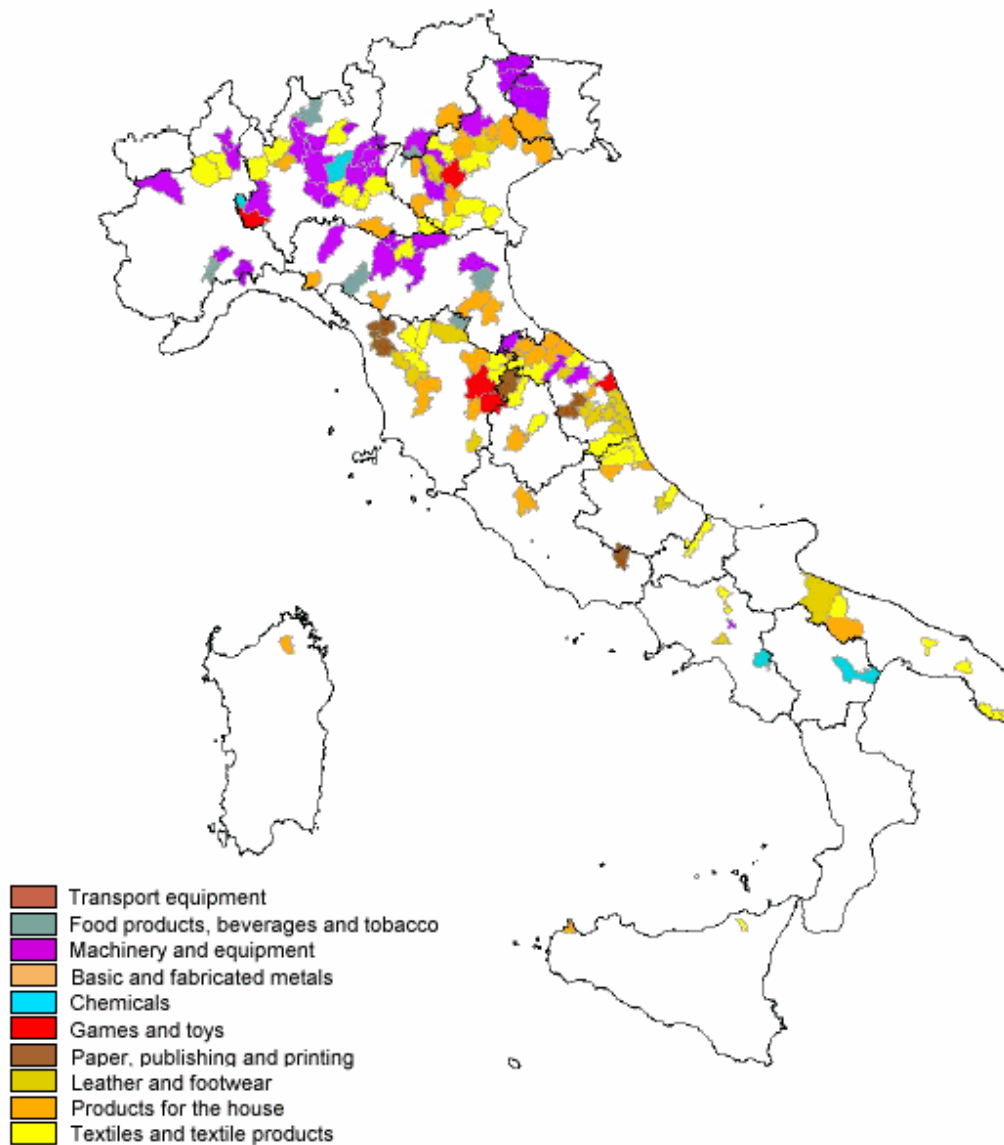 Transport equipment
Food products, beverages and tobacco
Machinery and equipment
Basic and fabricated metals
Chemicals
Games and toys
Paper, publishing and printing
Leather and footwear
Products for the house
Textiles and textile products